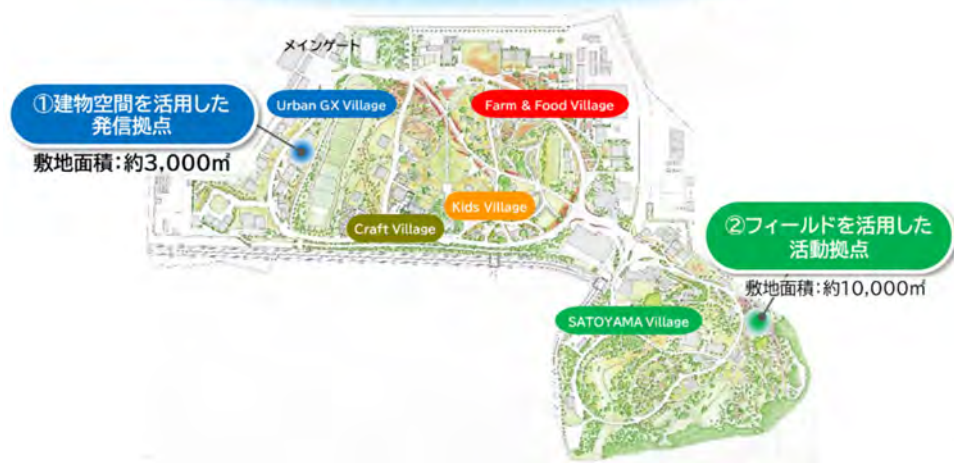 メインゲート
①建物空間を活用した
発信拠点
敷地面積:約3,000㎡
Urban GX Village
Farm & Food Village
Kids Village
Craft Village
②フィールドを活用した
活動拠点
敷地面積:約10,000㎡
SATOYAMA Village